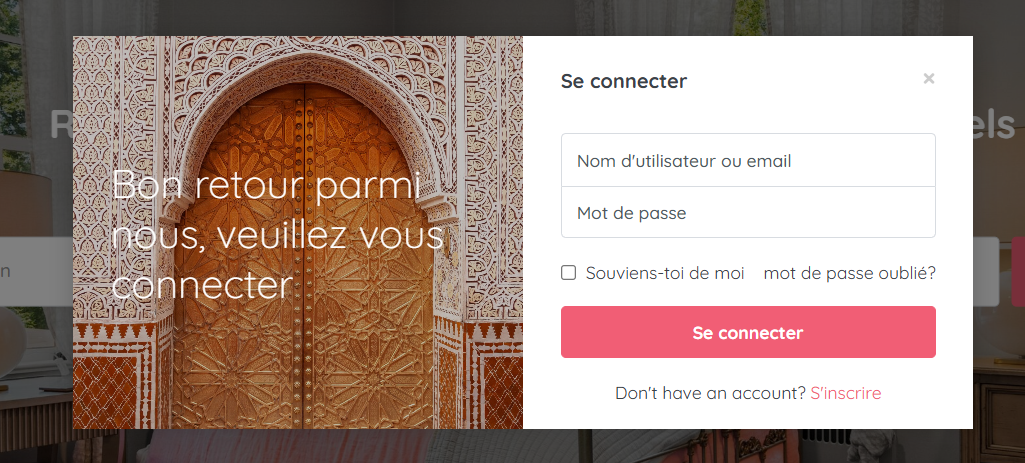 Se connecter
×
Bon retour parmi
nous, veuillez vous
connecter
Nom d'utilisateur ou email
Mot de passe
Souviens-toi de moi mot de passe oublié?
Se connecter
Don't have an account? S'inscrire